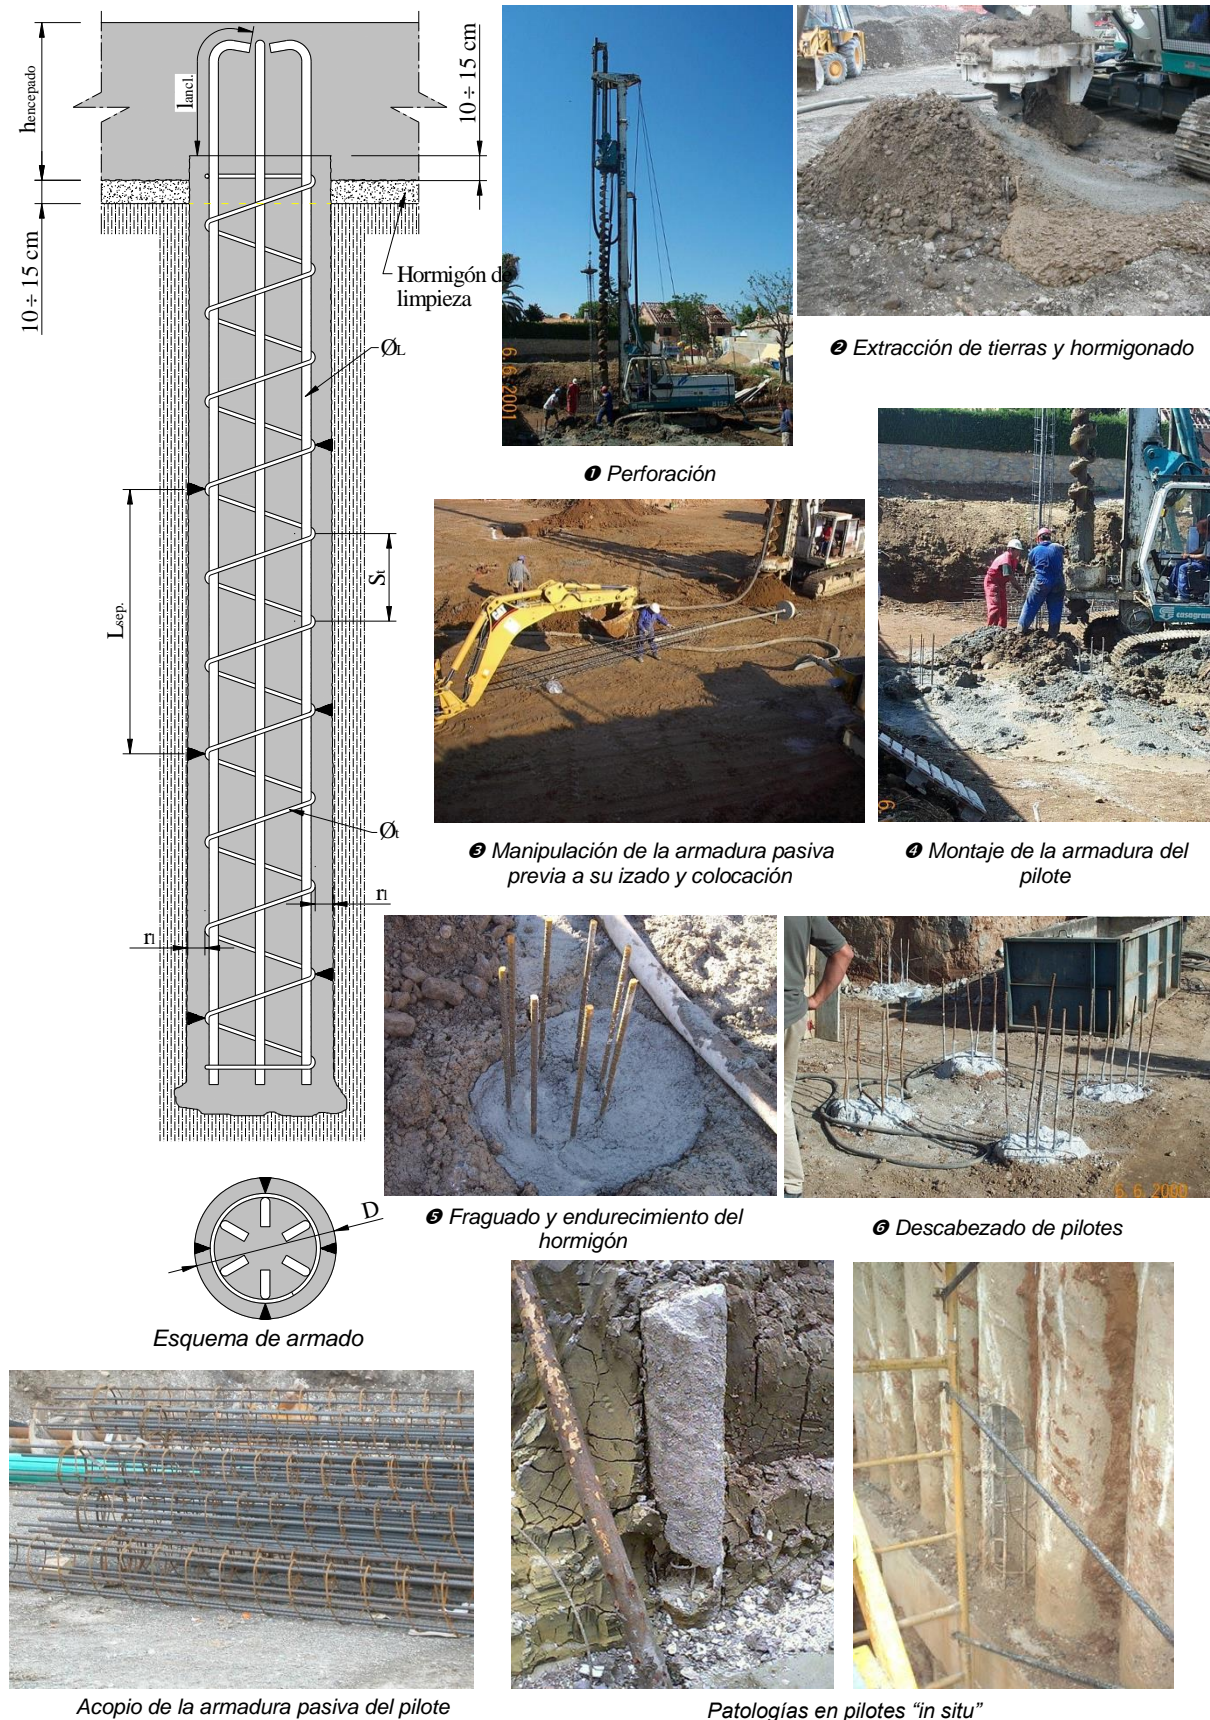 hencepado
lancl.
10 ÷ 15 cm
10 ÷ 15 cm
Hormigón de
limpieza
ØL
Lsep.
St
Øt
rl
rl
D
Esquema de armado
6. 6. 2001
❶ Perforación
❷ Extracción de tierras y hormigonado
❸ Manipulación de la armadura pasiva
previa a su izado y colocación
casagrande
❹ Montaje de la armadura del
pilote
❺ Fraguado y endurecimiento del
hormigón
6. 6. 2000
❻ Descabezado de pilotes
Acopio de la armadura pasiva del pilote
Patologías en pilotes “in situ”